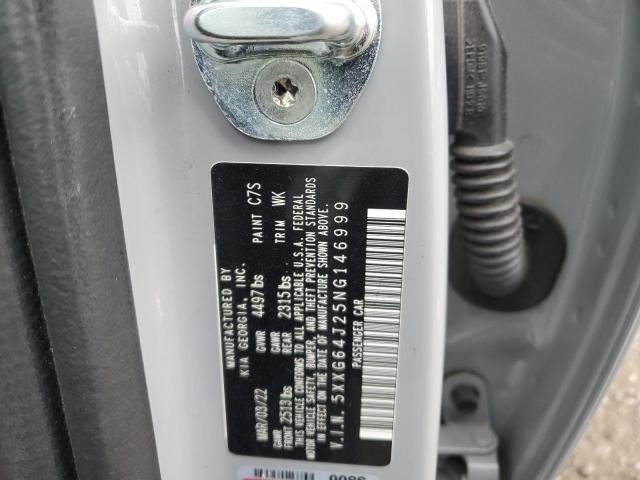 MANUFACTURED BY
KIA GEORGIA, INC.
MAR/03/22 GVWR 4497lbs PAINT C7S
GAWR FRONT 2513lbs GAWR REAR 2315lbs TRIM WK
THIS VEHICLE CONFORMS TO ALL APPLICABLE U.S.A. FEDERAL
MOTOR VEHICLE SAFETY, BUMPER, AND THEFT PREVENTION STANDARDS
IN EFFECT ON THE DATE OF MANUFACTURE SHOWN ABOVE.
V.I.N. 5XXG64J25NG146999
PASSENGER CAR